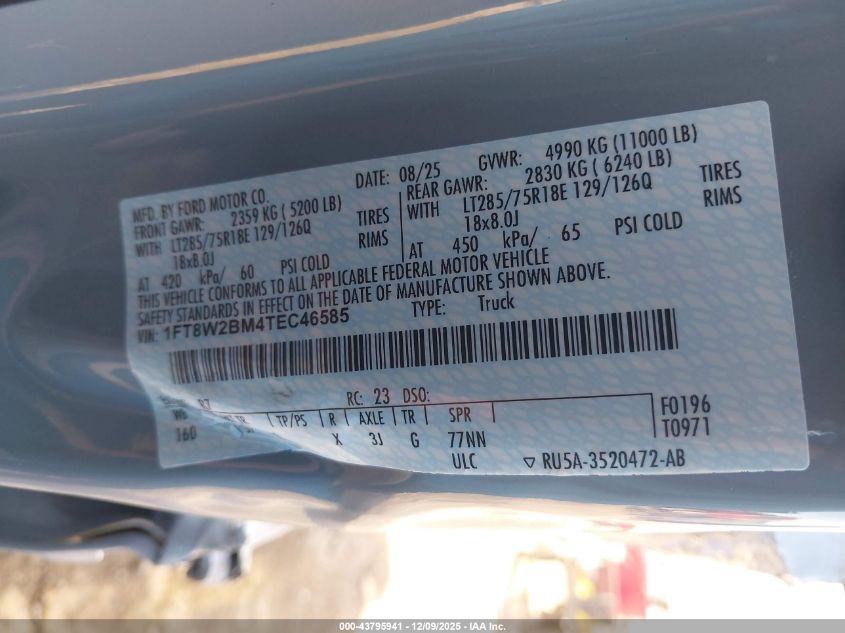 MFD. BY FORD MOTOR CO.
DATE: 08/25 GVWR: 4990 KG (11000 LB)
FRONT GAWR: 2359 KG ( 5200 LB)
REAR GAWR: 2830 KG ( 6240 LB)
WITH LT285/75R18E 129/126Q TIRES
WITH LT285/75R18E 129/126Q TIRES
18x8.0J RIMS
18x8.0J RIMS
AT 420 kPa/ 60 PSI COLD
AT 450 kPa/ 65 PSI COLD
THIS VEHICLE CONFORMS TO ALL APPLICABLE FEDERAL MOTOR VEHICLE
SAFETY STANDARDS IN EFFECT ON THE DATE OF MANUFACTURE SHOWN ABOVE.
VIN: 1FT8W2BM4TEC46585 TYPE: Truck
RC: 23 DSO:
WB TP/PS R AXLE TR SPR
160 X 3J G 77NN
ULC
F0196
T0971
RU5A-3520472-AB
000-43795941 - 12/09/2025 - IAA Inc.